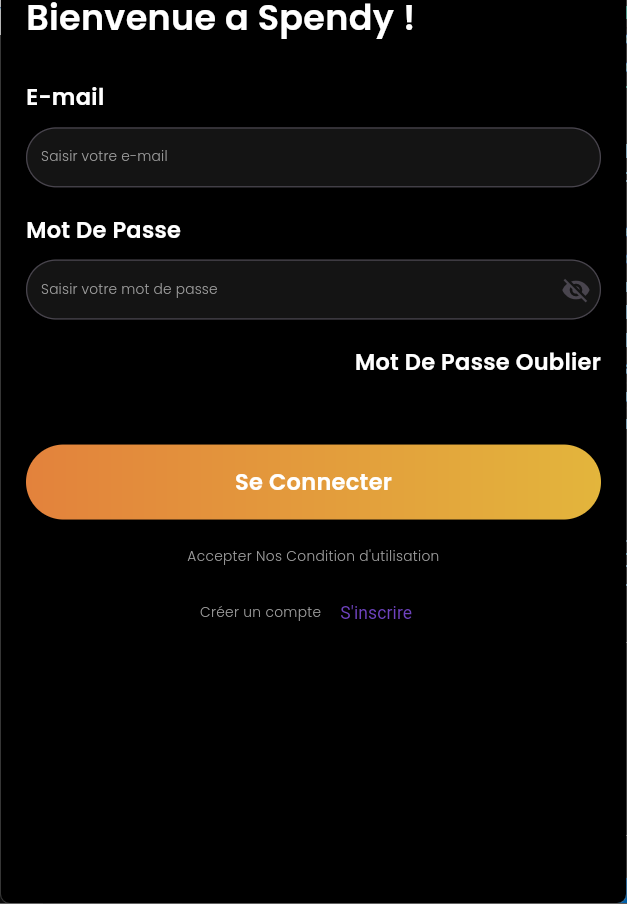 Bienvenue a Spendy !
E-mail
Saisir votre e-mail
Mot De Passe
Saisir votre mot de passe
Mot De Passe Oublier
Se Connecter
Accepter Nos Condition d'utilisation
Créer un compte S'inscrire